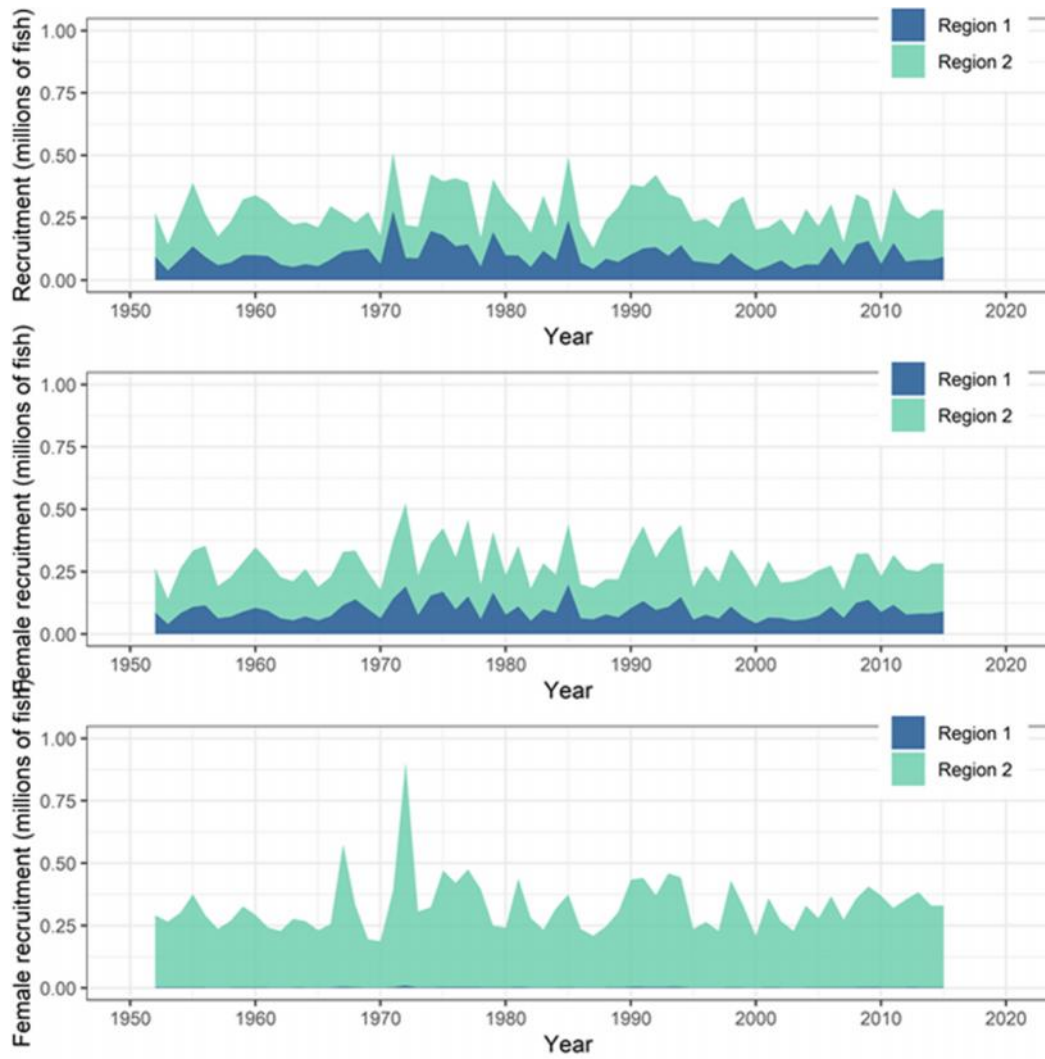 Recruitment (millions of fish)
1.00
0.75
0.50
0.25
0.00
Region 1
Region 2
1950 1960 1970 1980 1990 2000 2010 2020
Year
Female recruitment (millions of fish)
1.00
0.75
0.50
0.25
0.00
Region 1
Region 2
1950 1960 1970 1980 1990 2000 2010 2020
Year
Female recruitment (millions of fish)
1.00
0.75
0.50
0.25
0.00
Region 1
Region 2
1950 1960 1970 1980 1990 2000 2010 2020
Year